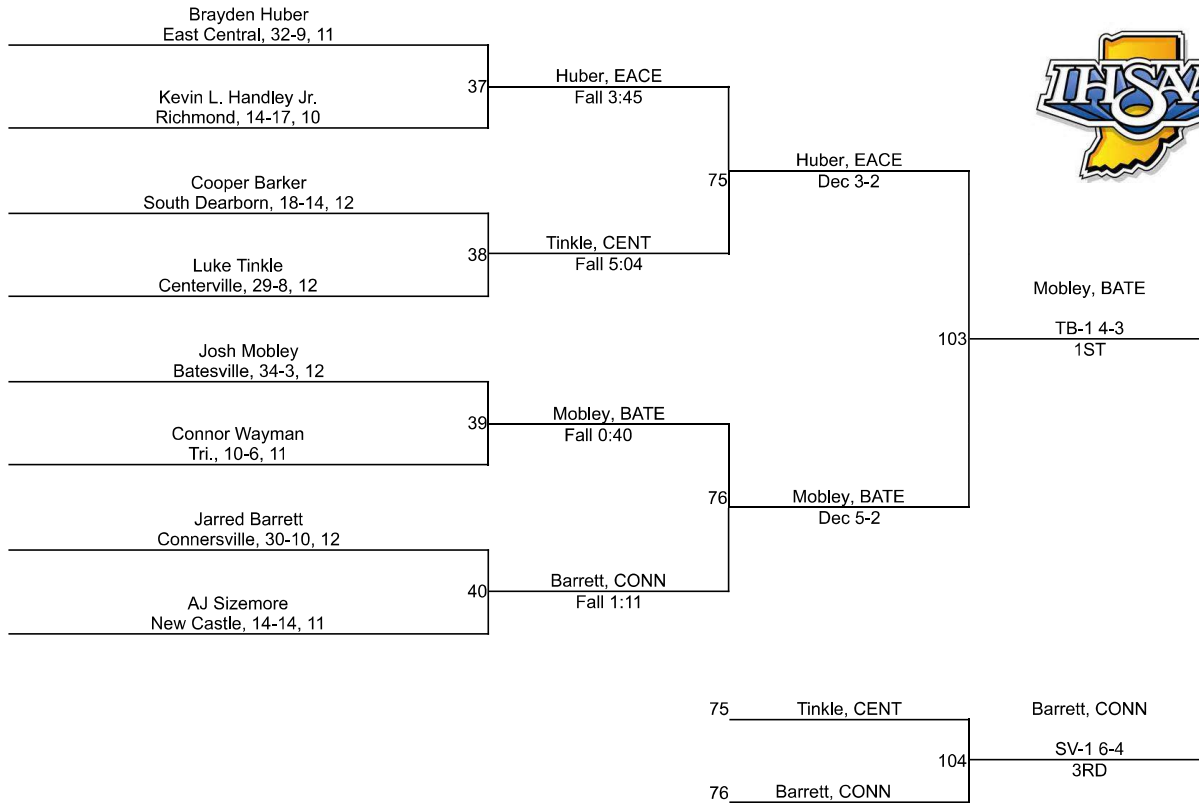 Brayden Huber
East Central, 32-9, 11
Kevin L. Handley Jr.
Richmond, 14-17, 10
37
Huber, EACE
Fall 3:45
Cooper Barker
South Dearborn, 18-14, 12
Luke Tinkle
Centerville, 29-8, 12
38
Tinkle, CENT
Fall 5:04
75
Huber, EACE
Dec 3-2
Josh Mobley
Batesville, 34-3, 12
Connor Wayman
Tri., 10-6, 11
39
Mobley, BATE
Fall 0:40
Jarred Barrett
Connersville, 30-10, 12
AJ Sizemore
New Castle, 14-14, 11
40
Barrett, CONN
Fall 1:11
76
Mobley, BATE
Dec 5-2
103
Mobley, BATE
TB-1 4-3
1ST
IHSAA
75
Tinkle, CENT
76
Barrett, CONN
104
Barrett, CONN
SV-1 6-4
3RD